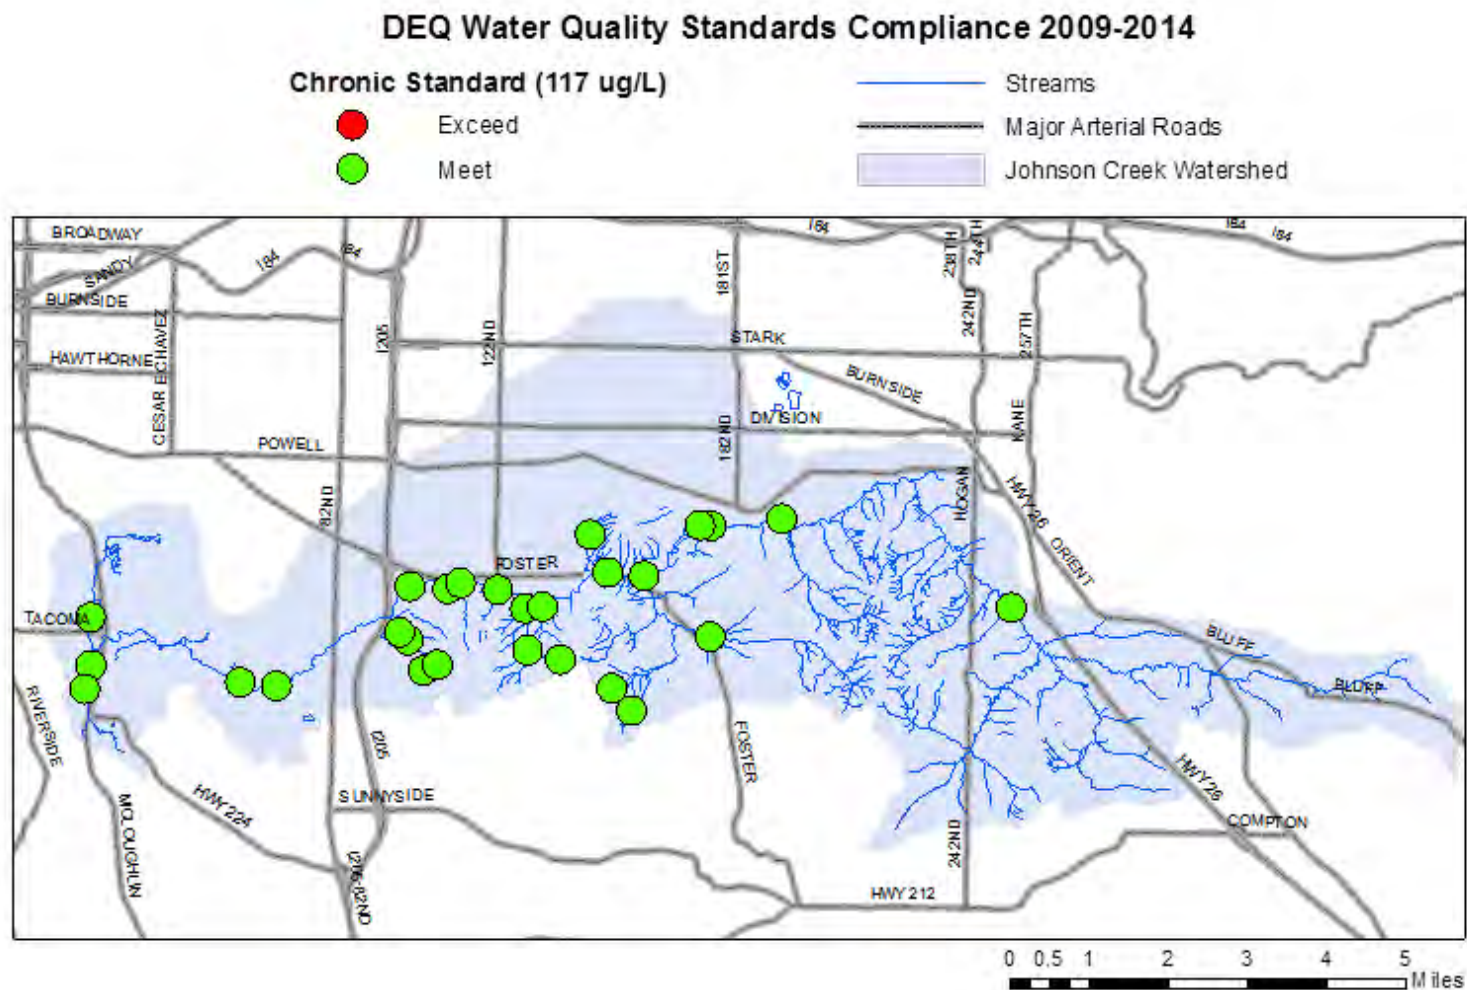 DEQ Water Quality Standards Compliance 2009-2014
Chronic Standard (117 ug/L)
Exceed
Meet
Streams
Major Arterial Roads
Johnson Creek Watershed
BROADWAY
SANDY
I84
I84
BURNSIDE
HAWTHORNE
CESAR E CHAVEZ
POWELL
82ND
I205
122ND
181ST
I84
STARK
BURNSIDE
DIVISION
182ND
238TH
244TH
242ND
257TH
KANE
I84
I84
HOGAN
HWY 26
ORIENT
FOSTER
TACOMA
RIVERSIDE
MCLOUGHLIN
HWY 224
I205
SUNNYSIDE
82ND
FOSTER
242ND
HWY 212
BLUFF
BLUFF
HWY 26
COMPTON
0 0.5 1 2 3 4 5
Miles